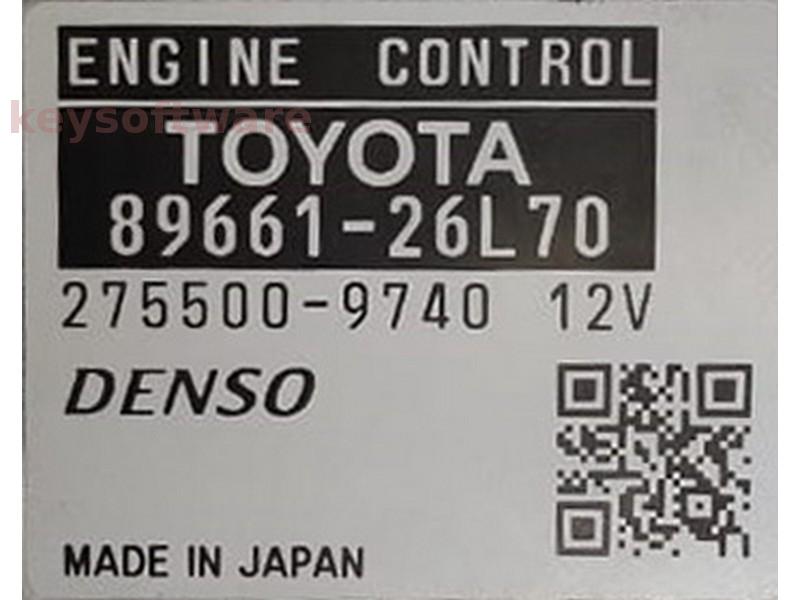 ENGINE CONTROL
keysoftware
TOYOTA
89661-26L70
275500-9740 12V
DENSO
MADE IN JAPAN